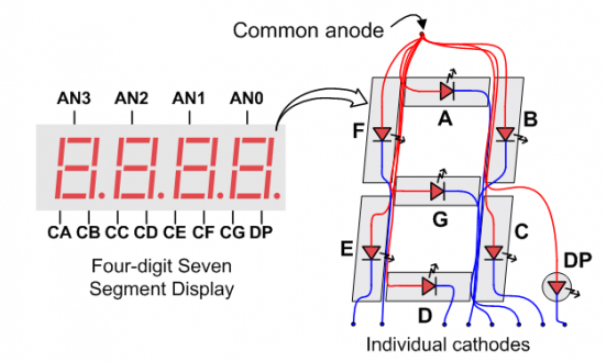 Common anode
AN3 AN2 AN1 AN0
CA CB CC CD CE CF CG DP
Four-digit Seven
Segment Display
A
F
B
G
E
C
DP
D
Individual cathodes